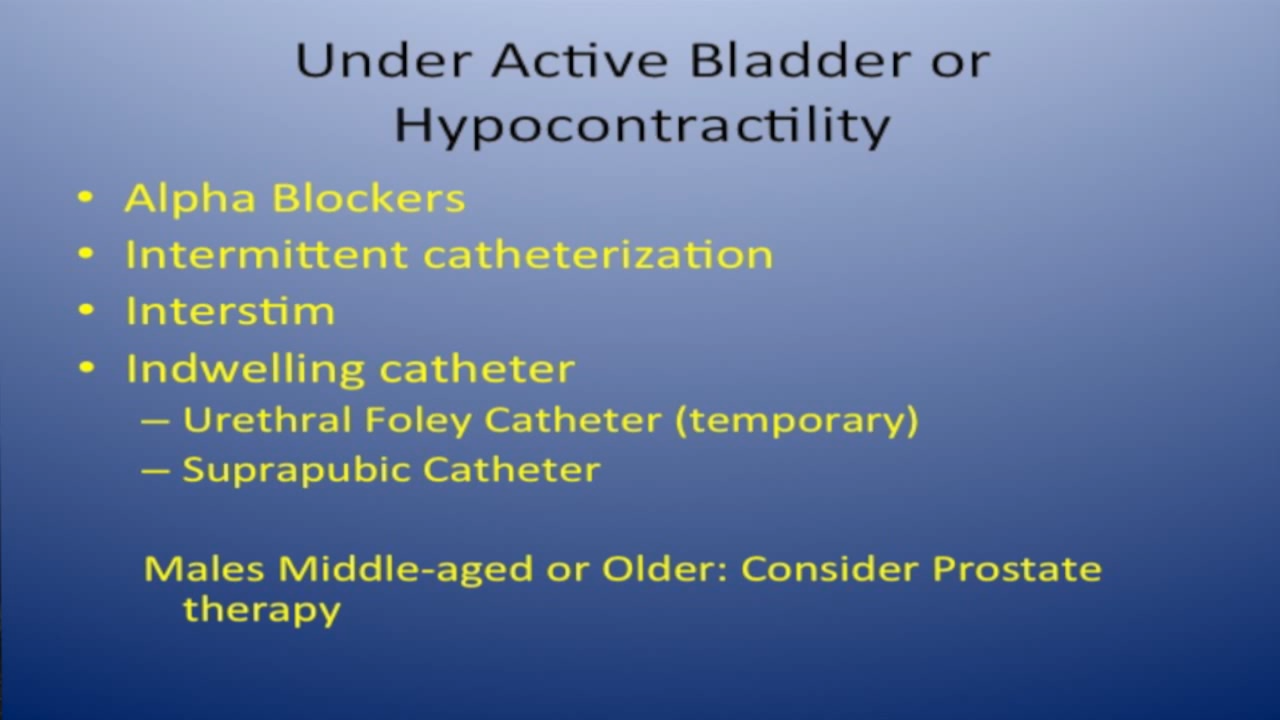 Under Active Bladder or
Hypocontractility
• Alpha Blockers
• Intermittent catheterization
• Interstim
• Indwelling catheter
– Urethral Foley Catheter (temporary)
– Suprapubic Catheter
Males Middle-aged or Older: Consider Prostate
therapy